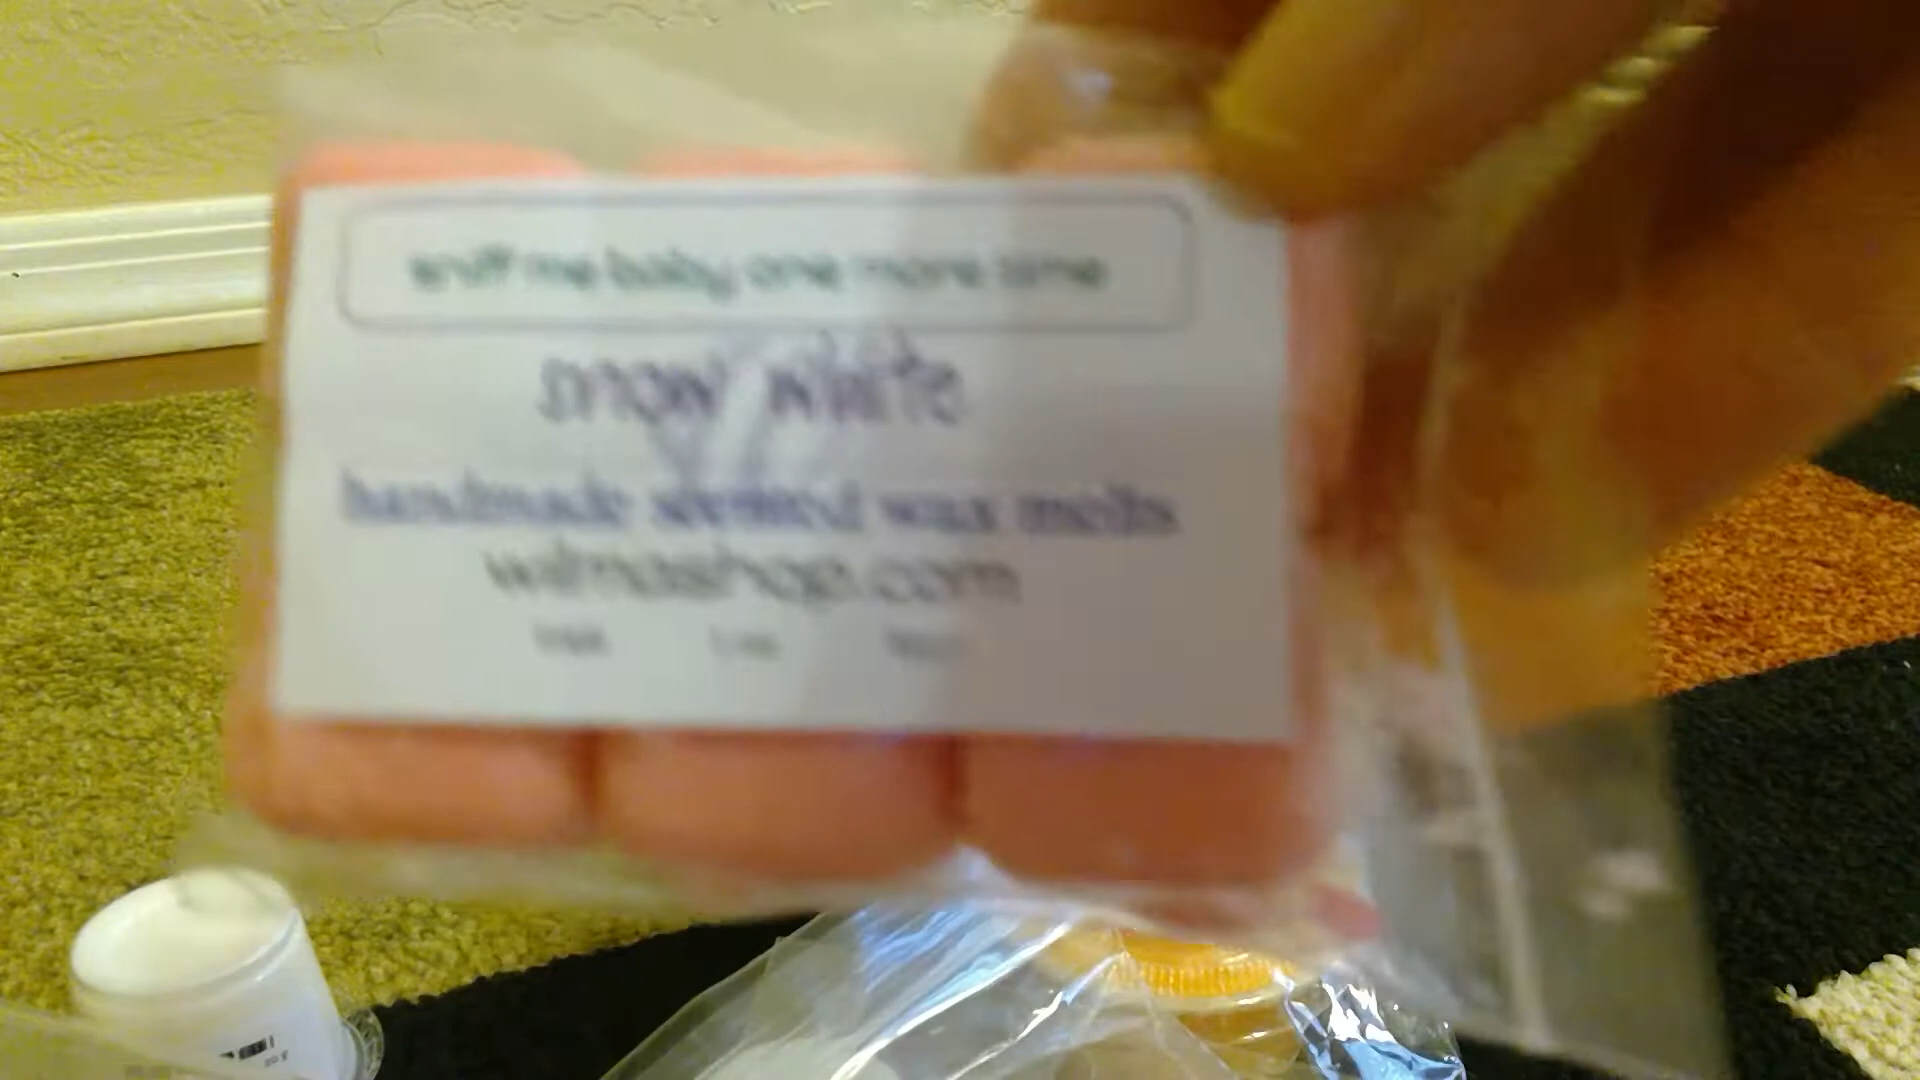 sniff me baby one more time
snow white
handmade scented wax melts
wilmashop.com